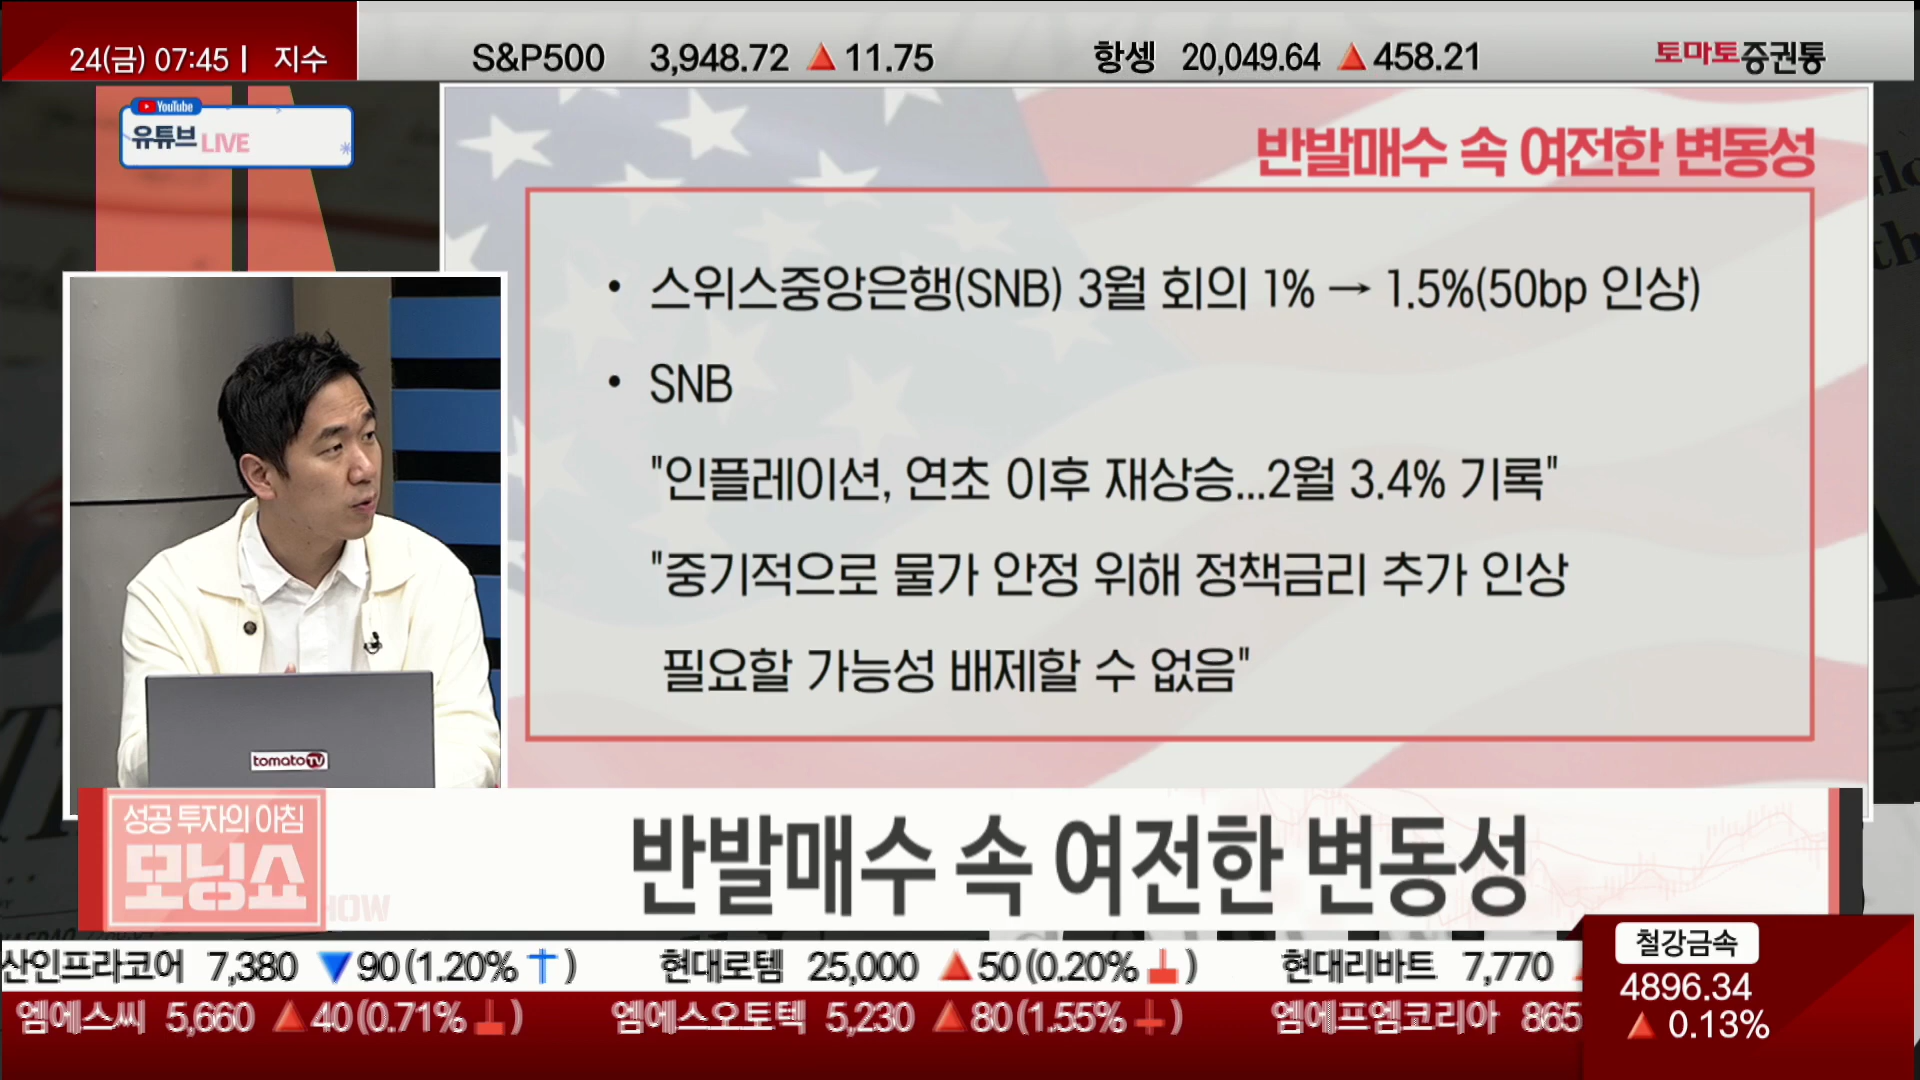 24(금) 07:45 | 지수
S&P500 3,948.72 ▲ 11.75
항셍 20,049.64 ▲ 458.21
토마토증권통
YouTube
유튜브 LIVE
반발매수 속 여전한 변동성
• 스위스중앙은행(SNB) 3월 회의 1% → 1.5%(50bp 인상)
• SNB
"인플레이션, 연초 이후 재상승...2월 3.4% 기록"
"중기적으로 물가 안정 위해 정책금리 추가 인상
필요할 가능성 배제할 수 없음"
tomatoTV
성공 투자의 아침
모닝쇼
반발매수 속 여전한 변동성
산인프라코어 7,380 ▼90(1.20%↑) 현대로템 25,000 ▲50(0.20%) 현대리바트 7,770
엠에스씨 5,660 ▲40(0.71%) 엠에스오토텍 5,230 ▲80(1.55%) 엠에프엠코리아 865
철강금속
4896.34
▲ 0.13%